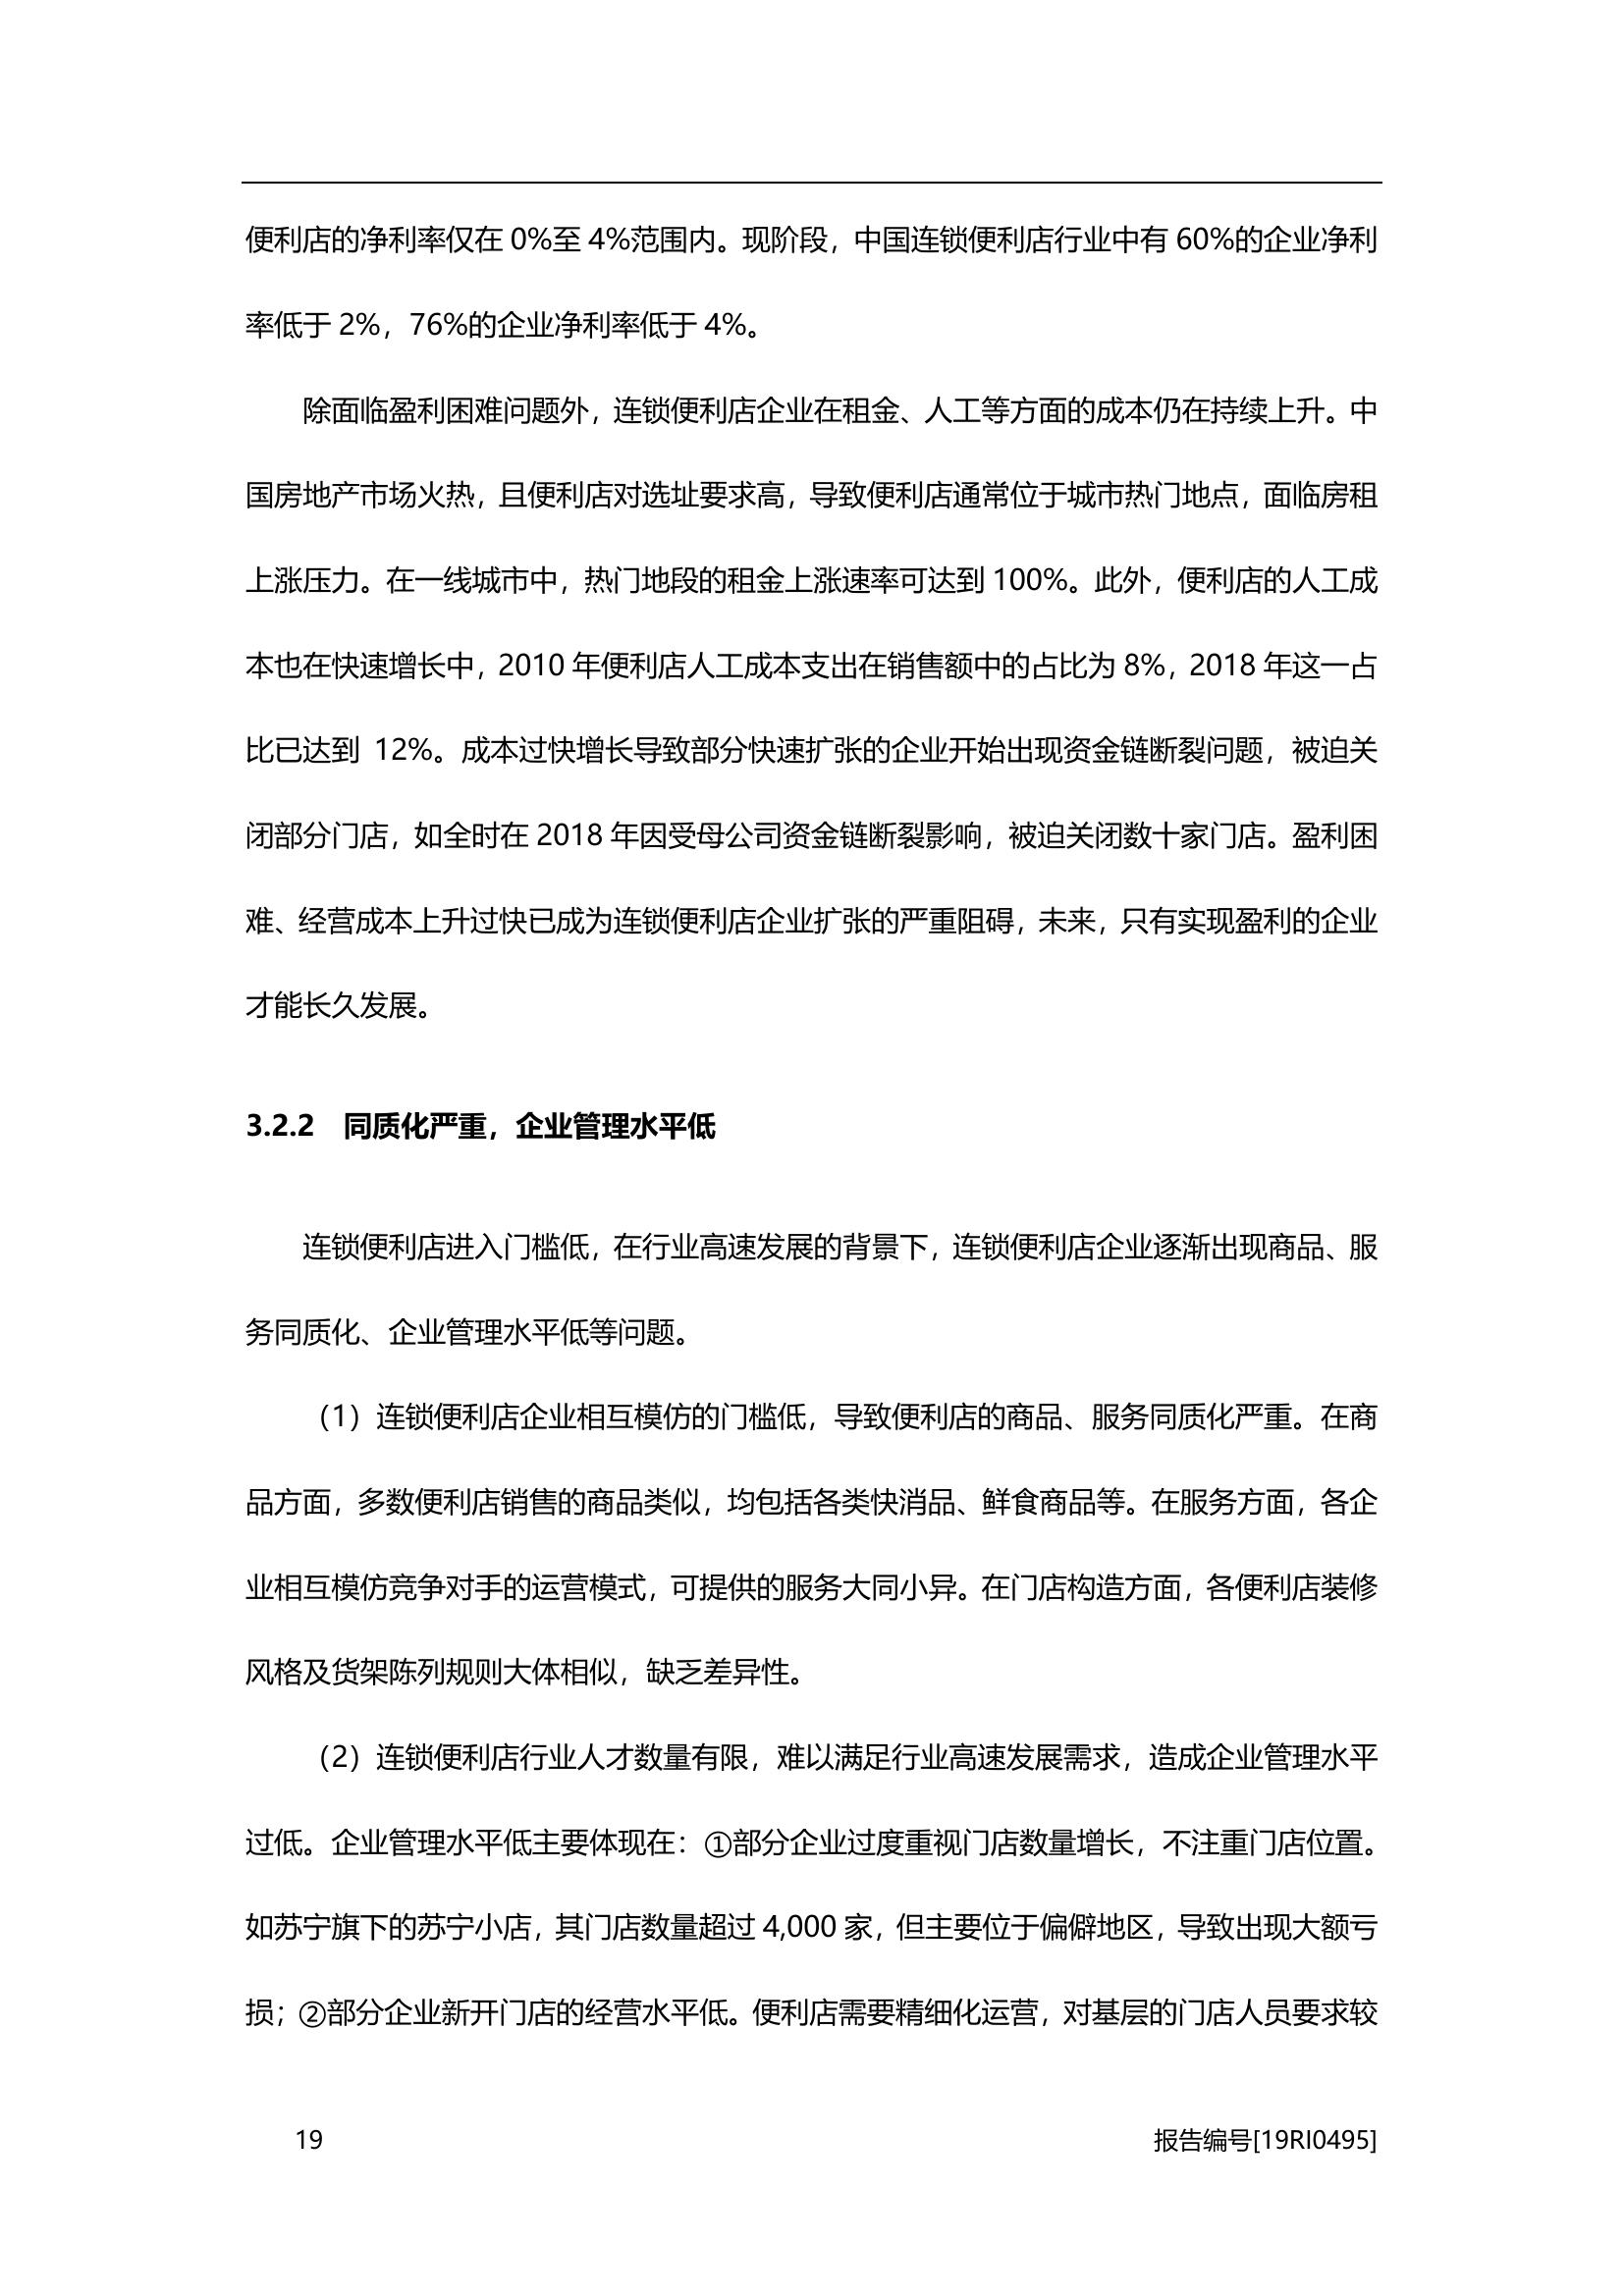 便利店的净利率仅在 0%至 4%范围内。现阶段，中国连锁便利店行业中有 60%的企业净利
率低于 2%，76%的企业净利率低于 4%。
除面临盈利困难问题外，连锁便利店企业在租金、人工等方面的成本仍在持续上升。中
国房地产市场火热，且便利店对选址要求高，导致便利店通常位于城市热门地点，面临房租
上涨压力。在一线城市中，热门地段的租金上涨速率可达到 100%。此外，便利店的人工成
本也在快速增长中，2010 年便利店人工成本支出在销售额中的占比为 8%，2018 年这一占
比已达到 12%。成本过快增长导致部分快速扩张的企业开始出现资金链断裂问题，被迫关
闭部分门店，如全时在 2018 年因受母公司资金链断裂影响，被迫关闭数十家门店。盈利困
难、经营成本上升过快已成为连锁便利店企业扩张的严重阻碍，未来，只有实现盈利的企业
才能长久发展。
3.2.2 同质化严重，企业管理水平低
连锁便利店进入门槛低，在行业高速发展的背景下，连锁便利店企业逐渐出现商品、服
务同质化、企业管理水平低等问题。
（1）连锁便利店企业相互模仿的门槛低，导致便利店的商品、服务同质化严重。在商
品方面，多数便利店销售的商品类似，均包括各类快消品、鲜食商品等。在服务方面，各企
业相互模仿竞争对手的运营模式，可提供的服务大同小异。在门店构造方面，各便利店装修
风格及货架陈列规则大体相似，缺乏差异性。
（2）连锁便利店行业人才数量有限，难以满足行业高速发展需求，造成企业管理水平
过低。企业管理水平低主要体现在：①部分企业过度重视门店数量增长，不注重门店位置。
如苏宁旗下的苏宁小店，其门店数量超过 4,000 家，但主要位于偏僻地区，导致出现大额亏
损；②部分企业新开门店的经营水平低。便利店需要精细化运营，对基层的门店人员要求较
19 报告编号[19RI0495]